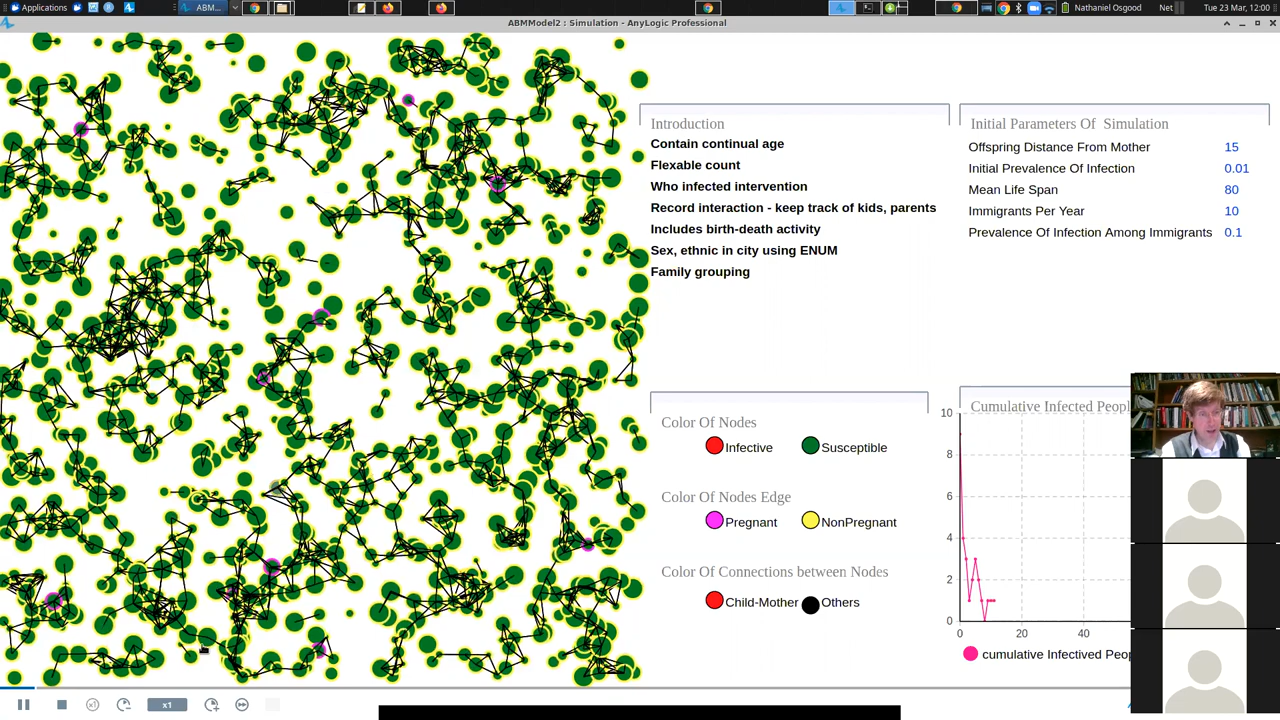 Applications
ABM...
Nathaniel Osgood
Net
Tue 23 Mar, 12:00
ABMModel2 : Simulation - AnyLogic Professional
Introduction
Contain continual age
Flexable count
Who infected intervention
Record interaction - keep track of kids, parents
Includes birth-death activity
Sex, ethnic in city using ENUM
Family grouping
Initial Parameters Of Simulation
Offspring Distance From Mother 15
Initial Prevalence Of Infection 0.01
Mean Life Span 80
Immigrants Per Year 10
Prevalence Of Infection Among Immigrants 0.1
Color Of Nodes
Infective Susceptible
Color Of Nodes Edge
Pregnant NonPregnant
Color Of Connections between Nodes
Child-Mother Others
Cumulative Infected Peopl
10
8
6
4
2
0
0 20 40
cumulative Infectived Peop
x1
x1